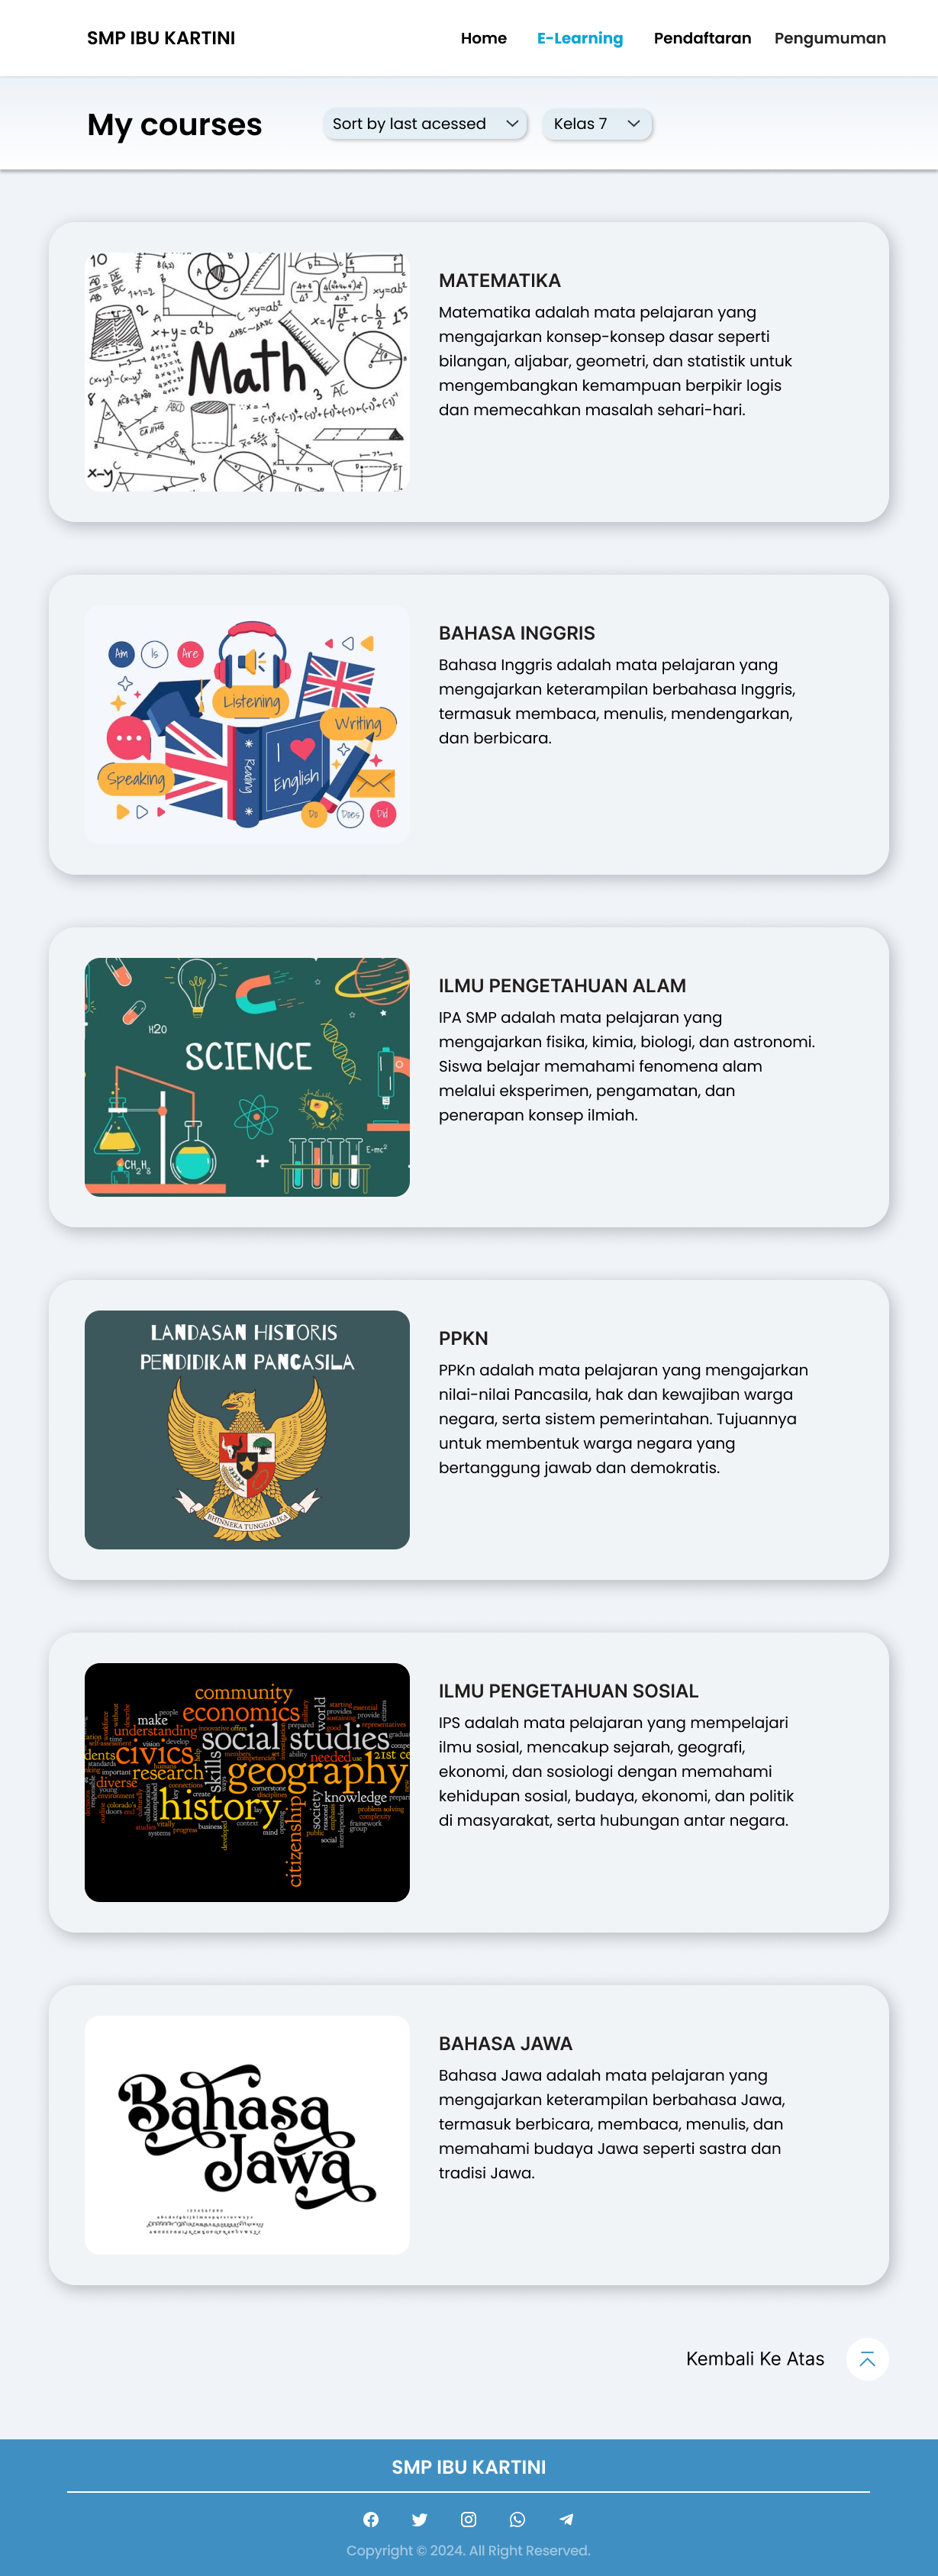 SMP IBU KARTINI
Home E-Learning Pendaftaran Pengumuman
My courses
Sort by last acessed
Kelas 7
Math
x+y=a²b
1+1=2
xy=ab²
xy=ab²
x-y
MATEMATIKA
Matematika adalah mata pelajaran yang
mengajarkan konsep-konsep dasar seperti
bilangan, aljabar, geometri, dan statistik untuk
mengembangkan kemampuan berpikir logis
dan memecahkan masalah sehari-hari.
Am Is Are
Listening
Writing
Speaking
Reading
I
English
Do Does Did
BAHASA INGGRIS
Bahasa Inggris adalah mata pelajaran yang
mengajarkan keterampilan berbahasa Inggris,
termasuk membaca, menulis, mendengarkan,
dan berbicara.
H2O
SCIENCE
E=mc²
ILMU PENGETAHUAN ALAM
IPA SMP adalah mata pelajaran yang
mengajarkan fisika, kimia, biologi, dan astronomi.
Siswa belajar memahami fenomena alam
melalui eksperimen, pengamatan, dan
penerapan konsep ilmiah.
LANDASAN HISTORIS
PENDIDIKAN PANCASILA
BHINNEKA TUNGGAL IKA
PPKN
PPKn adalah mata pelajaran yang mengajarkan
nilai-nilai Pancasila, hak dan kewajiban warga
negara, serta sistem pemerintahan. Tujuannya
untuk membentuk warga negara yang
bertanggung jawab dan demokratis.
community
economics
world
make
people
understanding
social studies
civics
skills
needed
geography
research
diverse
important
history
society
knowledge
citizenship
ILMU PENGETAHUAN SOSIAL
IPS adalah mata pelajaran yang mempelajari
ilmu sosial, mencakup sejarah, geografi,
ekonomi, dan sosiologi dengan memahami
kehidupan sosial, budaya, ekonomi, dan politik
di masyarakat, serta hubungan antar negara.
Bahasa
Jawa
BAHASA JAWA
Bahasa Jawa adalah mata pelajaran yang
mengajarkan keterampilan berbahasa Jawa,
termasuk berbicara, membaca, menulis, dan
memahami budaya Jawa seperti sastra dan
tradisi Jawa.
Kembali Ke Atas
SMP IBU KARTINI
Copyright © 2024. All Right Reserved.